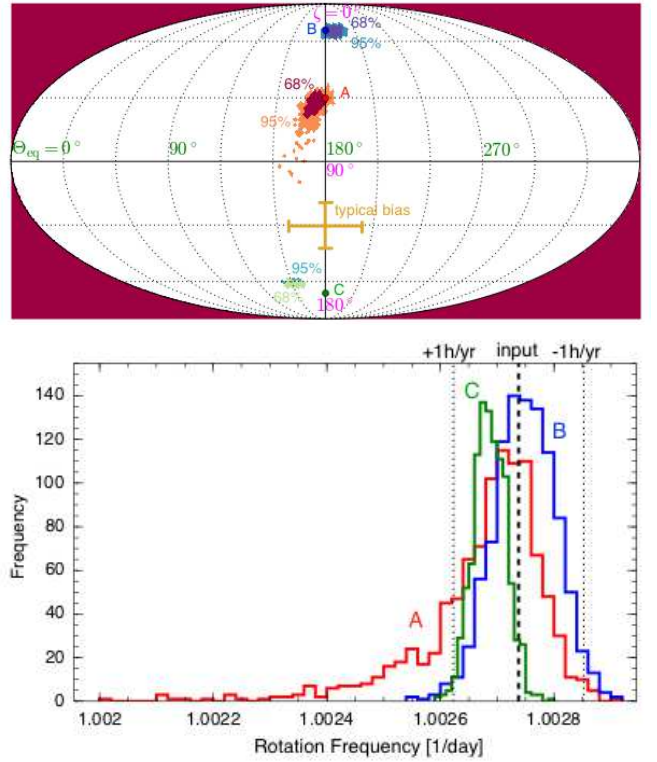 ζ = 0°
B
68%
95%
68%
A
95%
Θeq = 0° 90° 180° 270°
90°
typical bias
95%
C
68%
180°
+1h/yr input -1h/yr
140
120
100
80
60
40
20
0
C
B
A
Frequency
1.002 1.0022 1.0024 1.0026 1.0028
Rotation Frequency [1/day]